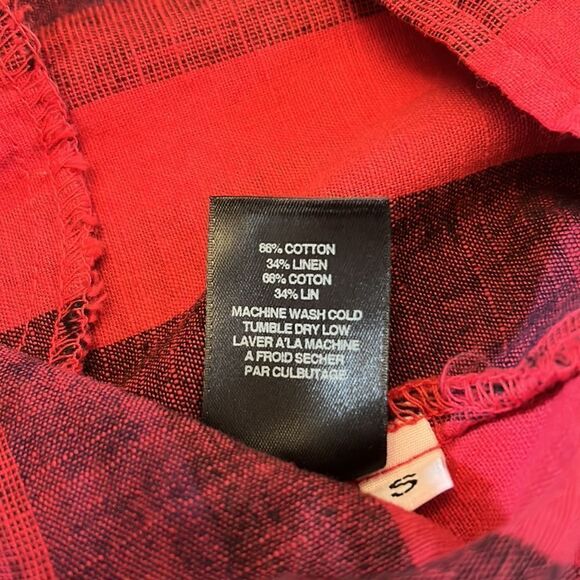 66% COTTON
34% LINEN
66% COTON
34% LIN
MACHINE WASH COLD
TUMBLE DRY LOW
LAVER A'LA MACHINE
A FROID SECHER
PAR CULBUTAGE
S